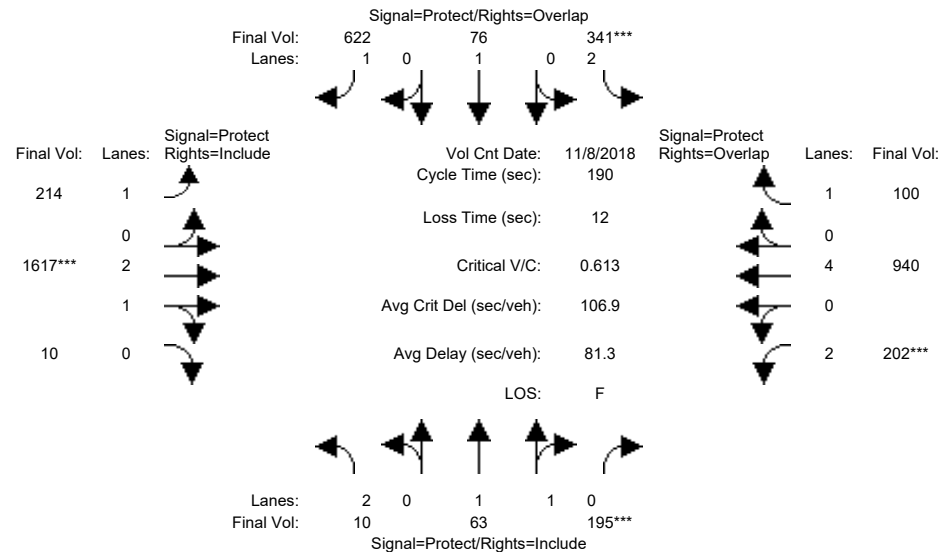 Signal=Protect/Rights=Overlap
Final Vol: 622 76 341***
Lanes: 1 0 1 0 2
Signal=Protect
Final Vol: Lanes: Rights=Include
Vol Cnt Date: 11/8/2018
Signal=Protect
Rights=Overlap Lanes: Final Vol:
Cycle Time (sec): 190
214 1
1 100
Loss Time (sec): 12
0
0
1617*** 2
Critical V/C: 0.613
4 940
1
Avg Crit Del (sec/veh): 106.9
0
10 0
Avg Delay (sec/veh): 81.3
2 202***
LOS: F
Lanes: 2 0 1 1 0
Final Vol: 10 63 195***
Signal=Protect/Rights=Include